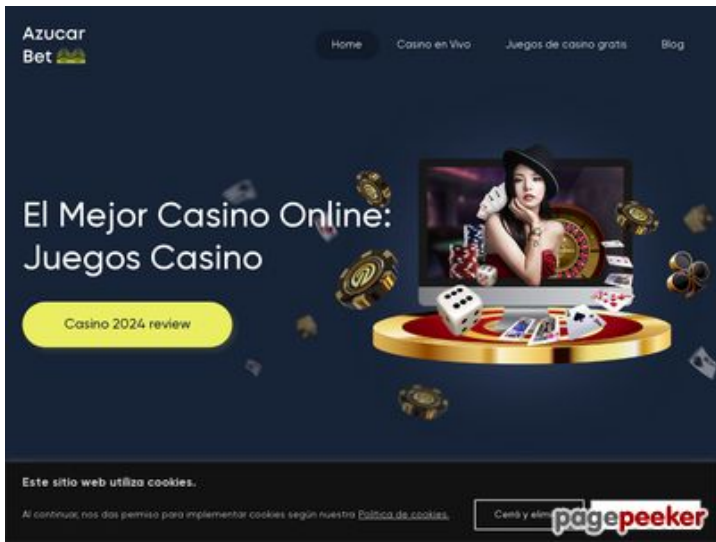 Azucar
Bet
Home
Casino en Vivo
Juegos de casino gratis
Blog
El Mejor Casino Online:
Juegos Casino
Casino 2024 review
Este sitio web utiliza cookies.
Al continuar, nos das permiso para implementar cookies según nuestra Política de cookies.
Cerrá y
pagepeeker